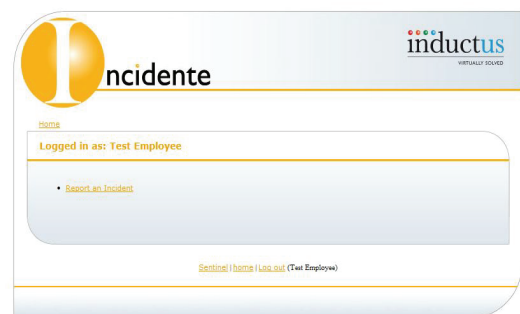 Incidente
inductus
VIRTUALLY SOLVED
Home
Logged in as: Test Employee
• Report an Incident
Sentinel | home | Log out (Test Employee)